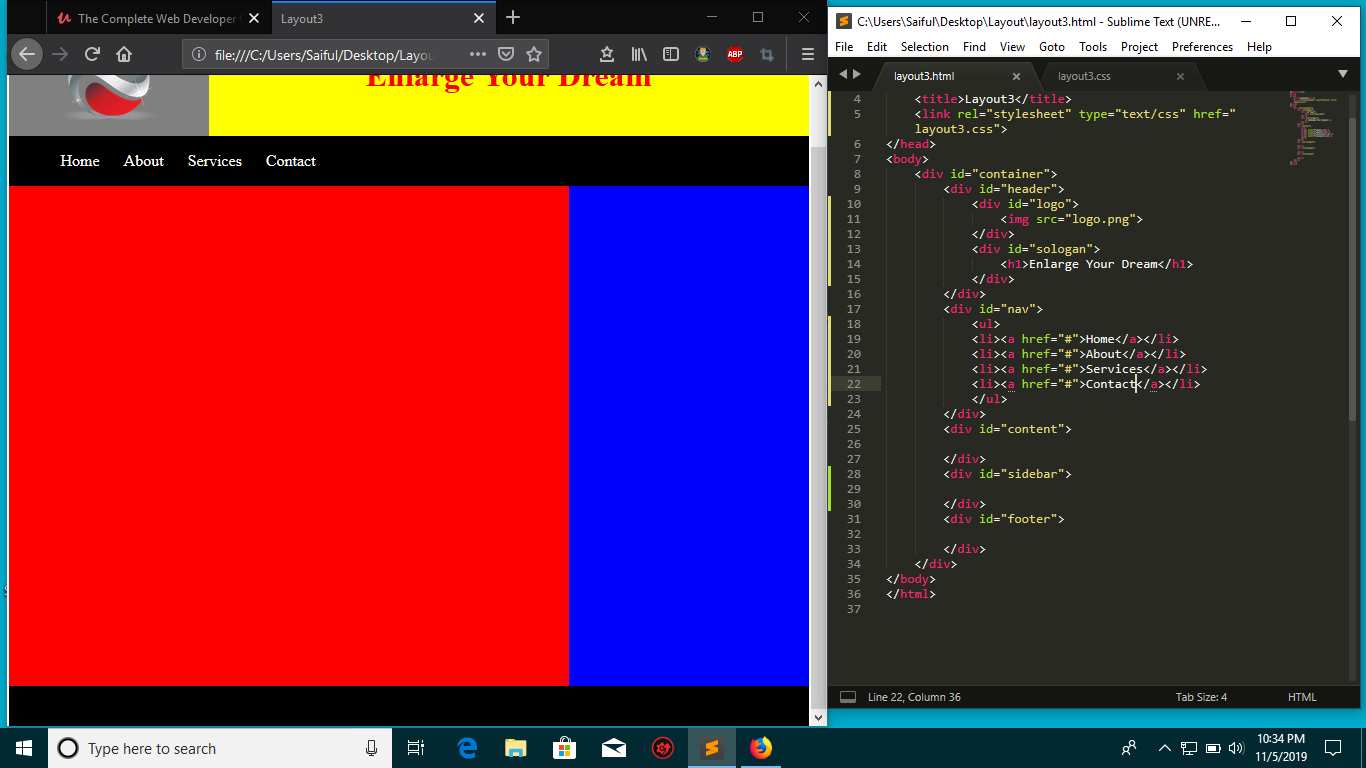 The Complete Web Developer
Layout3
file:///C:/Users/Saiful/Desktop/Layou
ABP
Enlarge Your Dream
Home About Services Contact
C:\Users\Saiful\Desktop\Layout\layout3.html - Sublime Text (UNRE...
File Edit Selection Find View Goto Tools Project Preferences Help
layout3.html
layout3.css
4 <title>Layout3</title>
5 <link rel="stylesheet" type="text/css" href="
layout3.css">
6 </head>
7 <body>
8 <div id="container">
9 <div id="header">
10 <div id="logo">
11 <img src="logo.png">
12 </div>
13 <div id="sologan">
14 <h1>Enlarge Your Dream</h1>
15 </div>
16 </div>
17 <div id="nav">
18 <ul>
19 <li><a href="#">Home</a></li>
20 <li><a href="#">About</a></li>
21 <li><a href="#">Services</a></li>
22 <li><a href="#">Contact</a></li>
23 </ul>
24 </div>
25 <div id="content">
26
27 </div>
28 <div id="sidebar">
29
30 </div>
31 <div id="footer">
32
33 </div>
34 </div>
35 </body>
36 </html>
37
Line 22, Column 36
Tab Size: 4
HTML
Type here to search
10:34 PM
11/5/2019